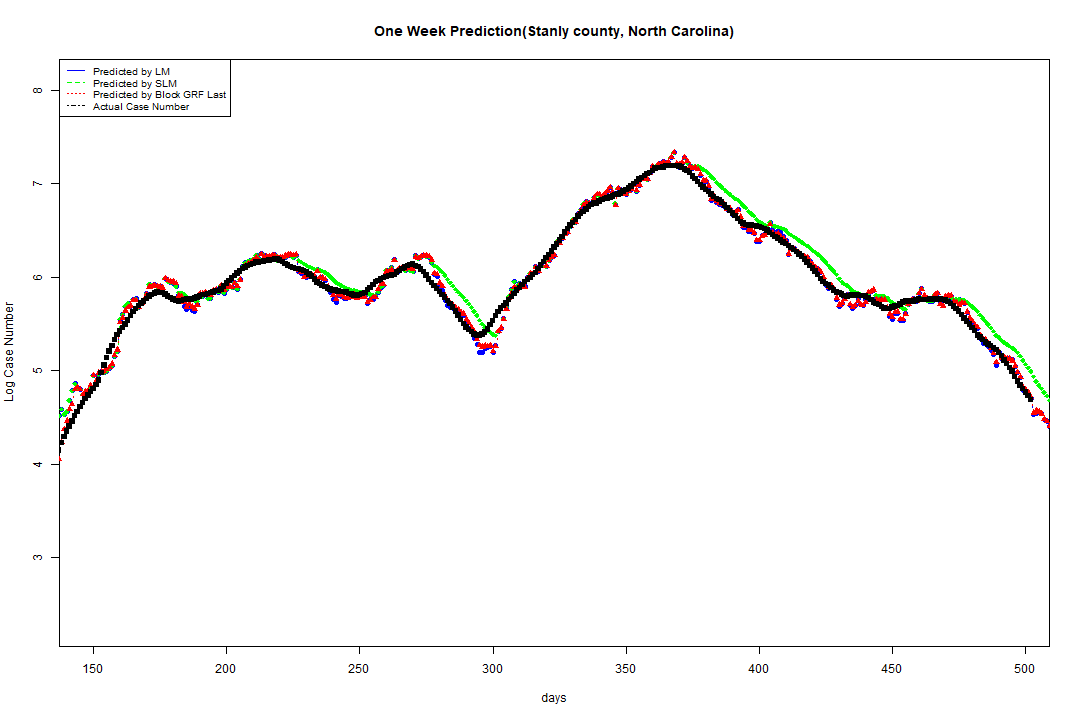 One Week Prediction(Stanly county, North Carolina)
Predicted by LM
Predicted by SLM
Predicted by Block GRF Last
Actual Case Number
8
7
6
5
4
3
Log Case Number
150 200 250 300 350 400 450 500
days